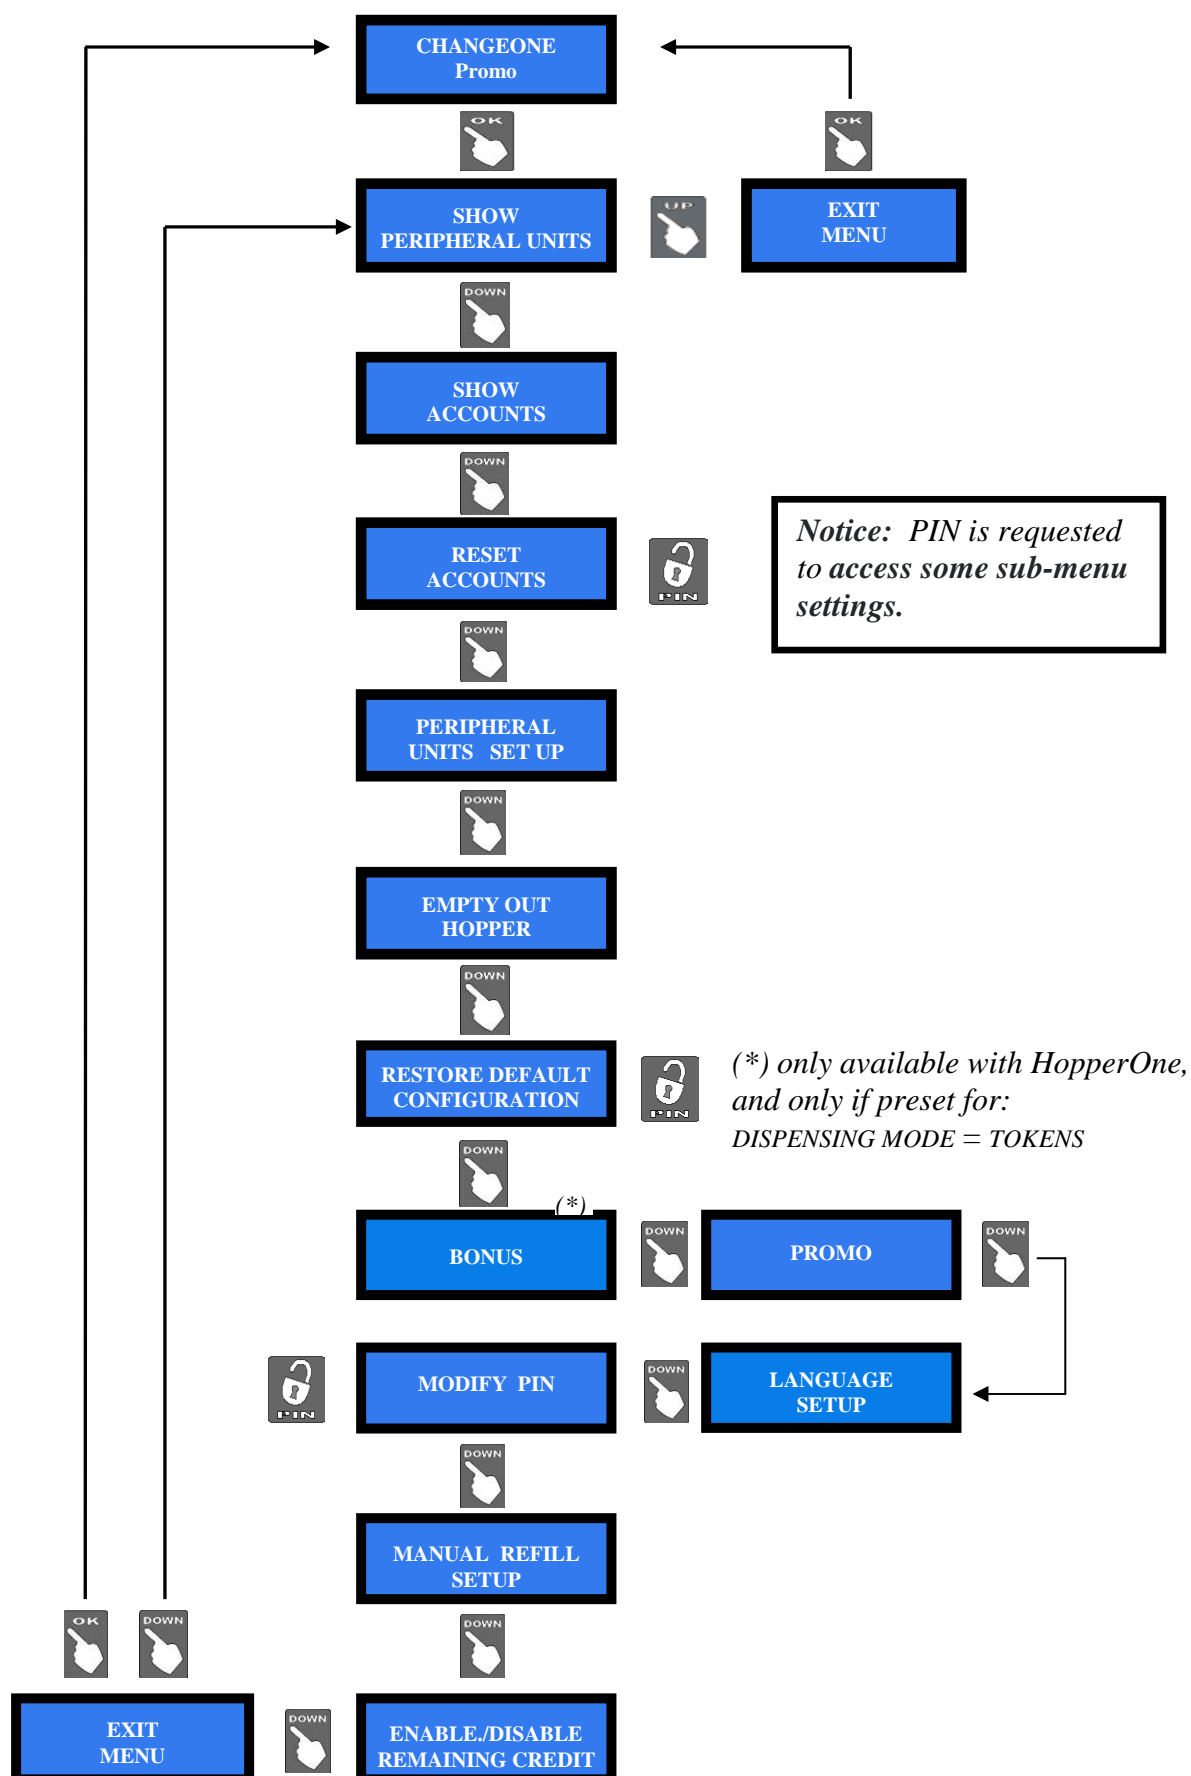 CHANGEONE
Promo
OK
OK
SHOW
PERIPHERAL UNITS
UP
EXIT
MENU
DOWN
SHOW
ACCOUNTS
DOWN
RESET
ACCOUNTS
PIN
Notice: PIN is requested
to access some sub-menu
settings.
DOWN
PERIPHERAL
UNITS SET UP
DOWN
EMPTY OUT
HOPPER
DOWN
RESTORE DEFAULT
CONFIGURATION
PIN
(*) only available with HopperOne,
and only if preset for:
DISPENSING MODE = TOKENS
DOWN
(*)
BONUS
DOWN
PROMO
DOWN
PIN
MODIFY PIN
DOWN
LANGUAGE
SETUP
DOWN
MANUAL REFILL
SETUP
OK
DOWN
DOWN
EXIT
MENU
DOWN
ENABLE./DISABLE
REMAINING CREDIT